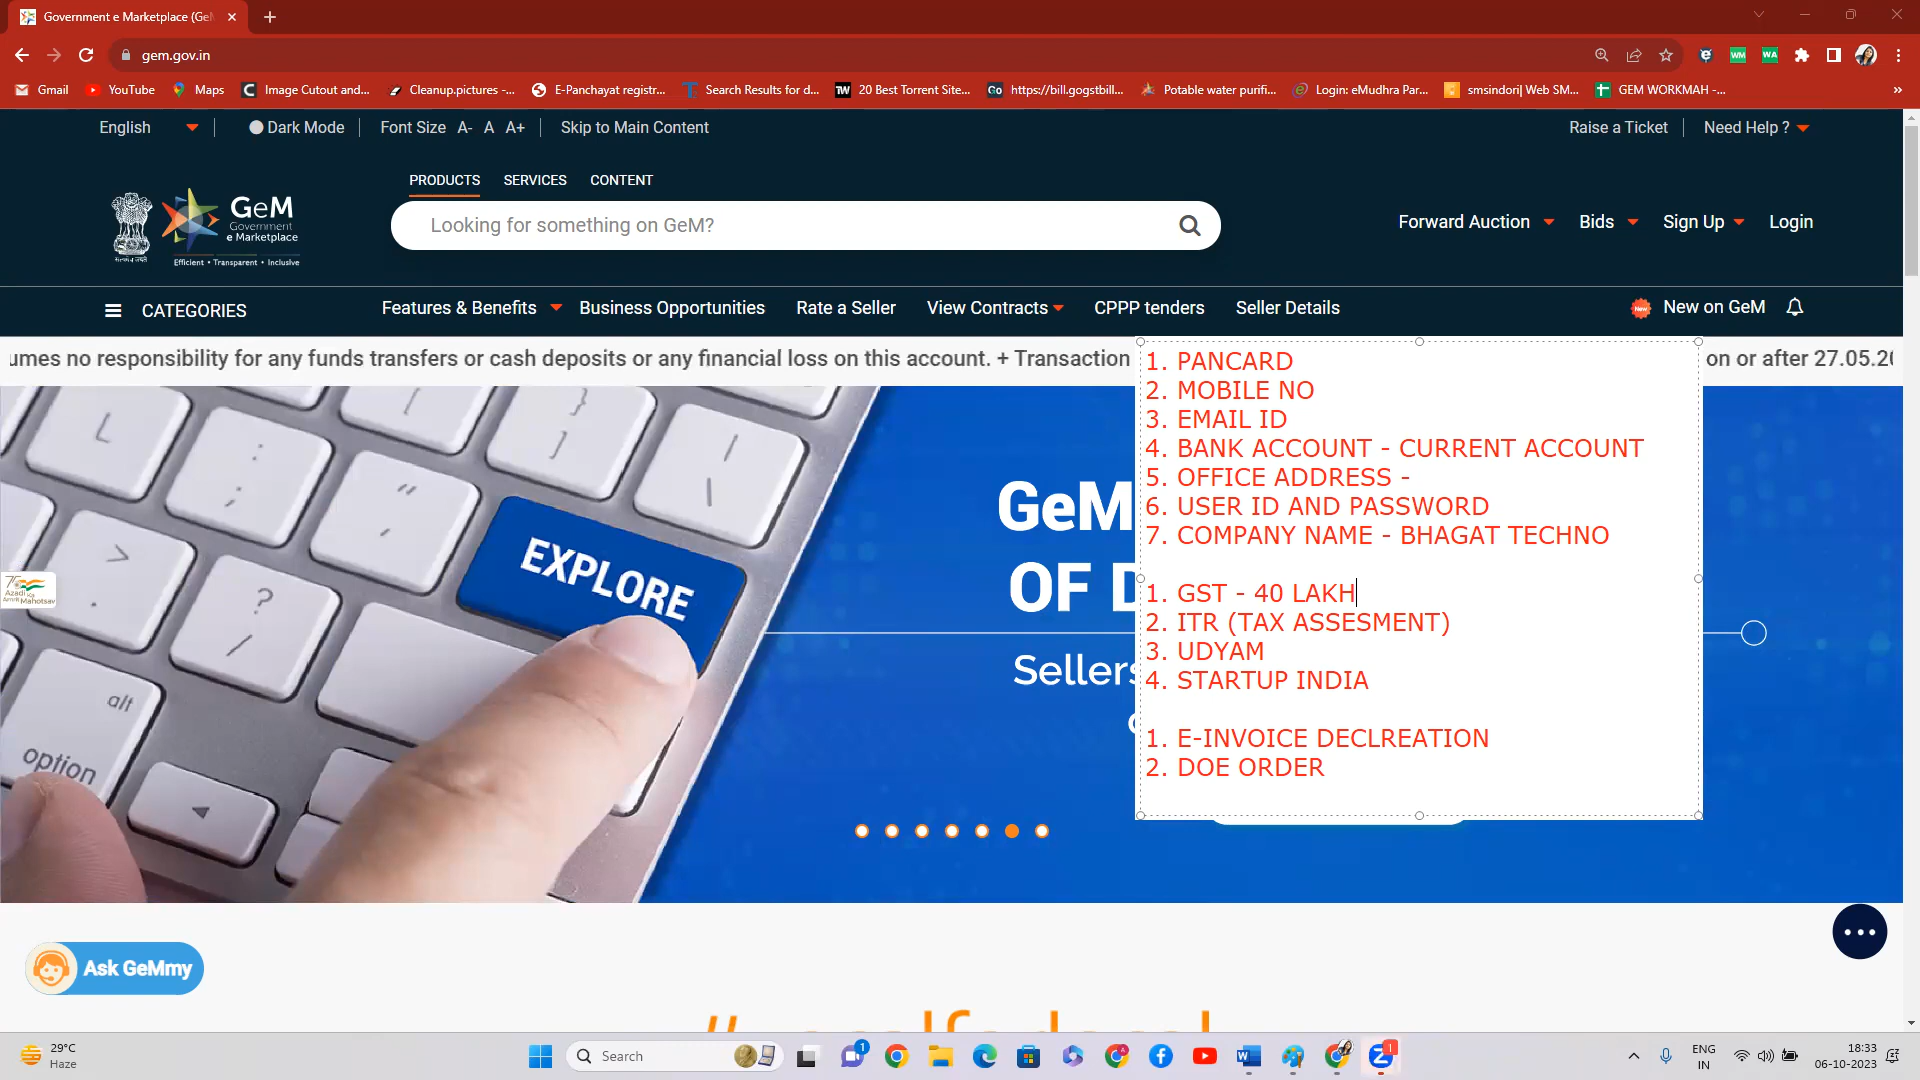 Government e Marketplace (GeM
gem.gov.in
Gmail YouTube Maps Image Cutout and... Cleanup.pictures -... E-Panchayat registr... Search Results for d... 20 Best Torrent Site... https://bill.gogstbill... Potable water purifi... Login: eMudhra Par... smsindori| Web SM... GEM WORKMAH -...
English Dark Mode Font Size A- A A+ Skip to Main Content Raise a Ticket Need Help ?
PRODUCTS SERVICES CONTENT
GeM
Government
e Marketplace
Efficient • Transparent • Inclusive
सत्यमेव जयते
Looking for something on GeM?
Forward Auction Bids Sign Up Login
CATEGORIES Features & Benefits Business Opportunities Rate a Seller View Contracts CPPP tenders Seller Details New on GeM
umes no responsibility for any funds transfers or cash deposits or any financial loss on this account. + Transaction on or after 27.05.20
1. PANCARD
2. MOBILE NO
3. EMAIL ID
4. BANK ACCOUNT - CURRENT ACCOUNT
5. OFFICE ADDRESS -
6. USER ID AND PASSWORD
7. COMPANY NAME - BHAGAT TECHNO
1. GST - 40 LAKH
2. ITR (TAX ASSESMENT)
3. UDYAM
4. STARTUP INDIA
1. E-INVOICE DECLREATION
2. DOE ORDER
GeM
OF D
Sellers
EXPLORE
alt
option
Azadi Ka
Amrit Mahotsav
Ask GeMmy
29°C
Haze
Search
ENG
IN
18:33
06-10-2023